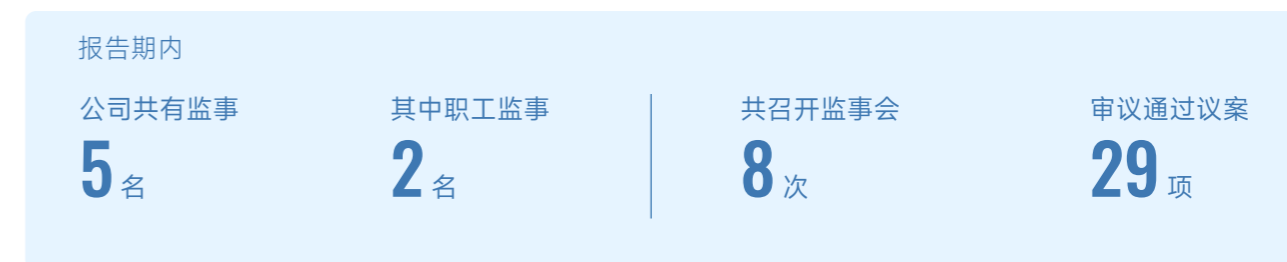 报告期内
公司共有监事
5 名
其中职工监事
2 名
共召开监事会
8 次
审议通过议案
29 项